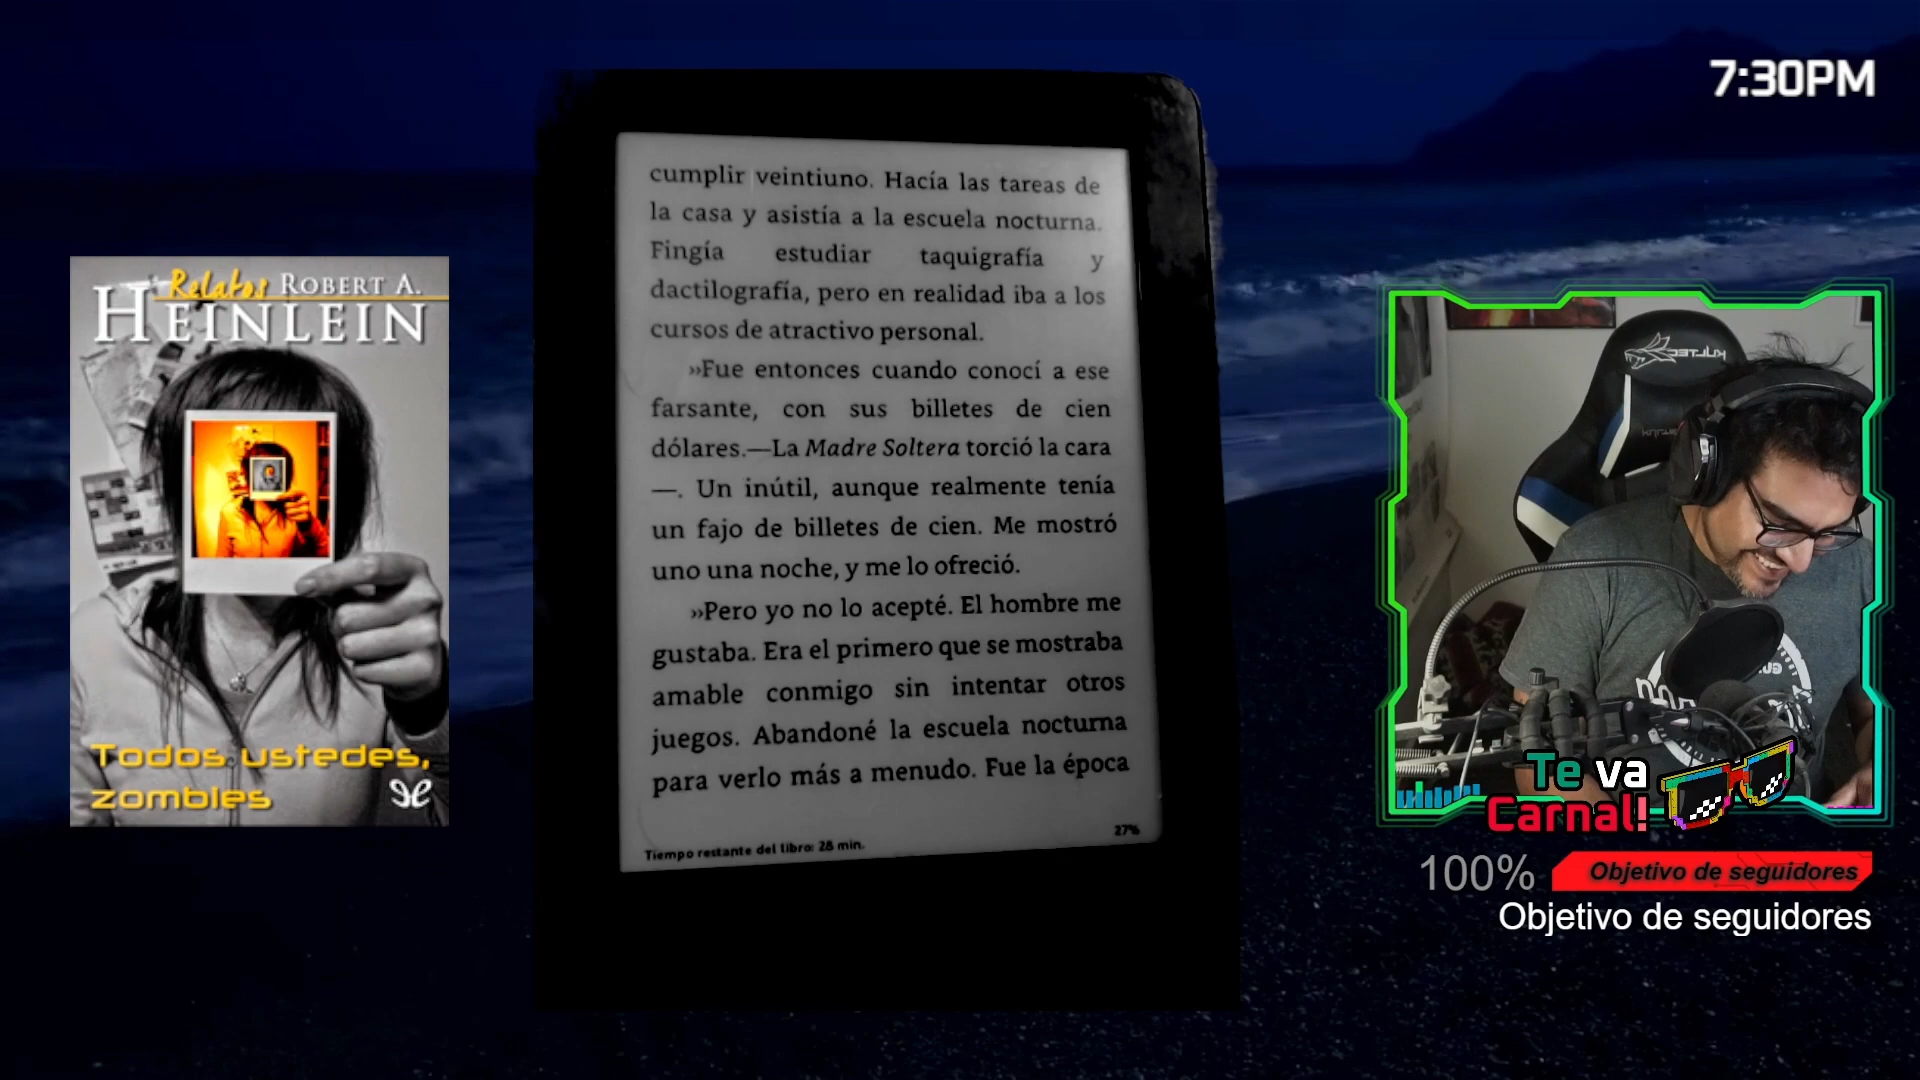 7:30PM
Relatos ROBERT A.
HEINLEIN
Todos ustedes,
zombies
cumplir veintiuno. Hacía las tareas de
la casa y asistía a la escuela nocturna.
Fingía estudiar taquigrafía y
dactilografía, pero en realidad iba a los
cursos de atractivo personal.
»Fue entonces cuando conocí a ese
farsante, con sus billetes de cien
dólares.—La Madre Soltera torció la cara
—. Un inútil, aunque realmente tenía
un fajo de billetes de cien. Me mostró
uno una noche, y me lo ofreció.
»Pero yo no lo acepté. El hombre me
gustaba. Era el primero que se mostraba
amable conmigo sin intentar otros
juegos. Abandoné la escuela nocturna
para verlo más a menudo. Fue la época
27%
Tiempo restante del libro: 28 min.
Te va
Carnal!
100%
Objetivo de seguidores
Objetivo de seguidores